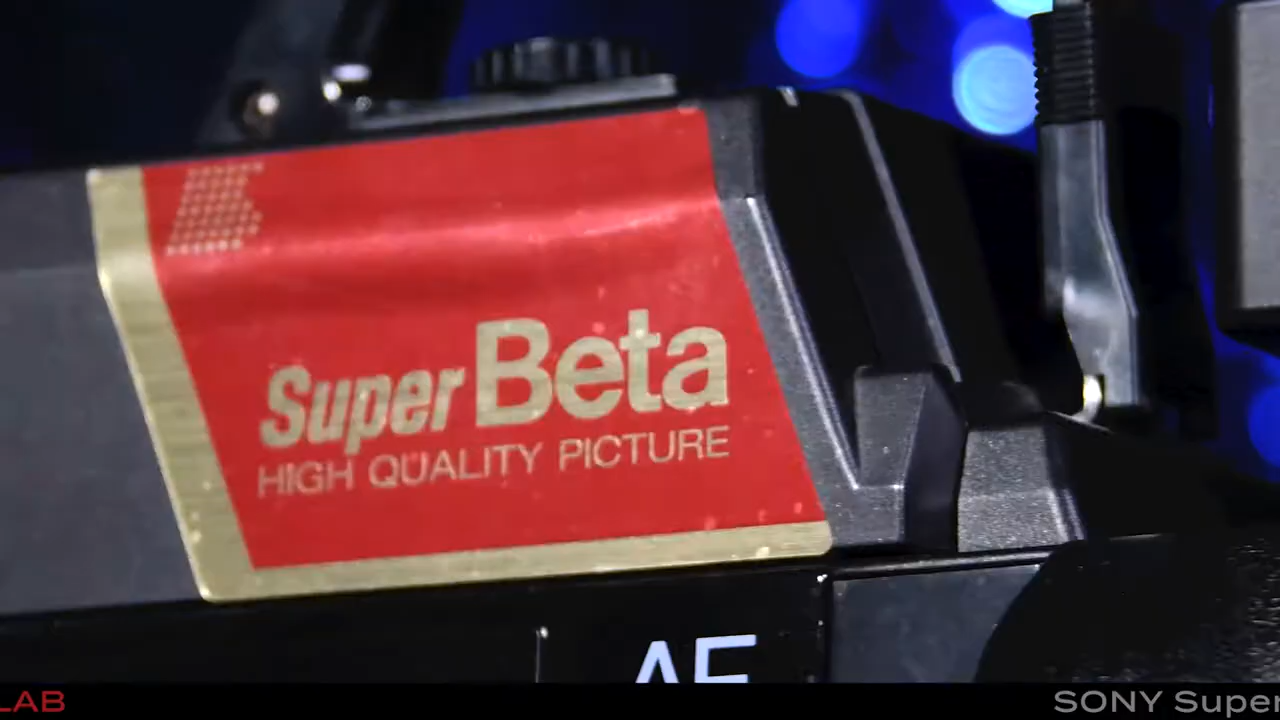 Super Beta
HIGH QUALITY PICTURE
AF
LAB
SONY Super